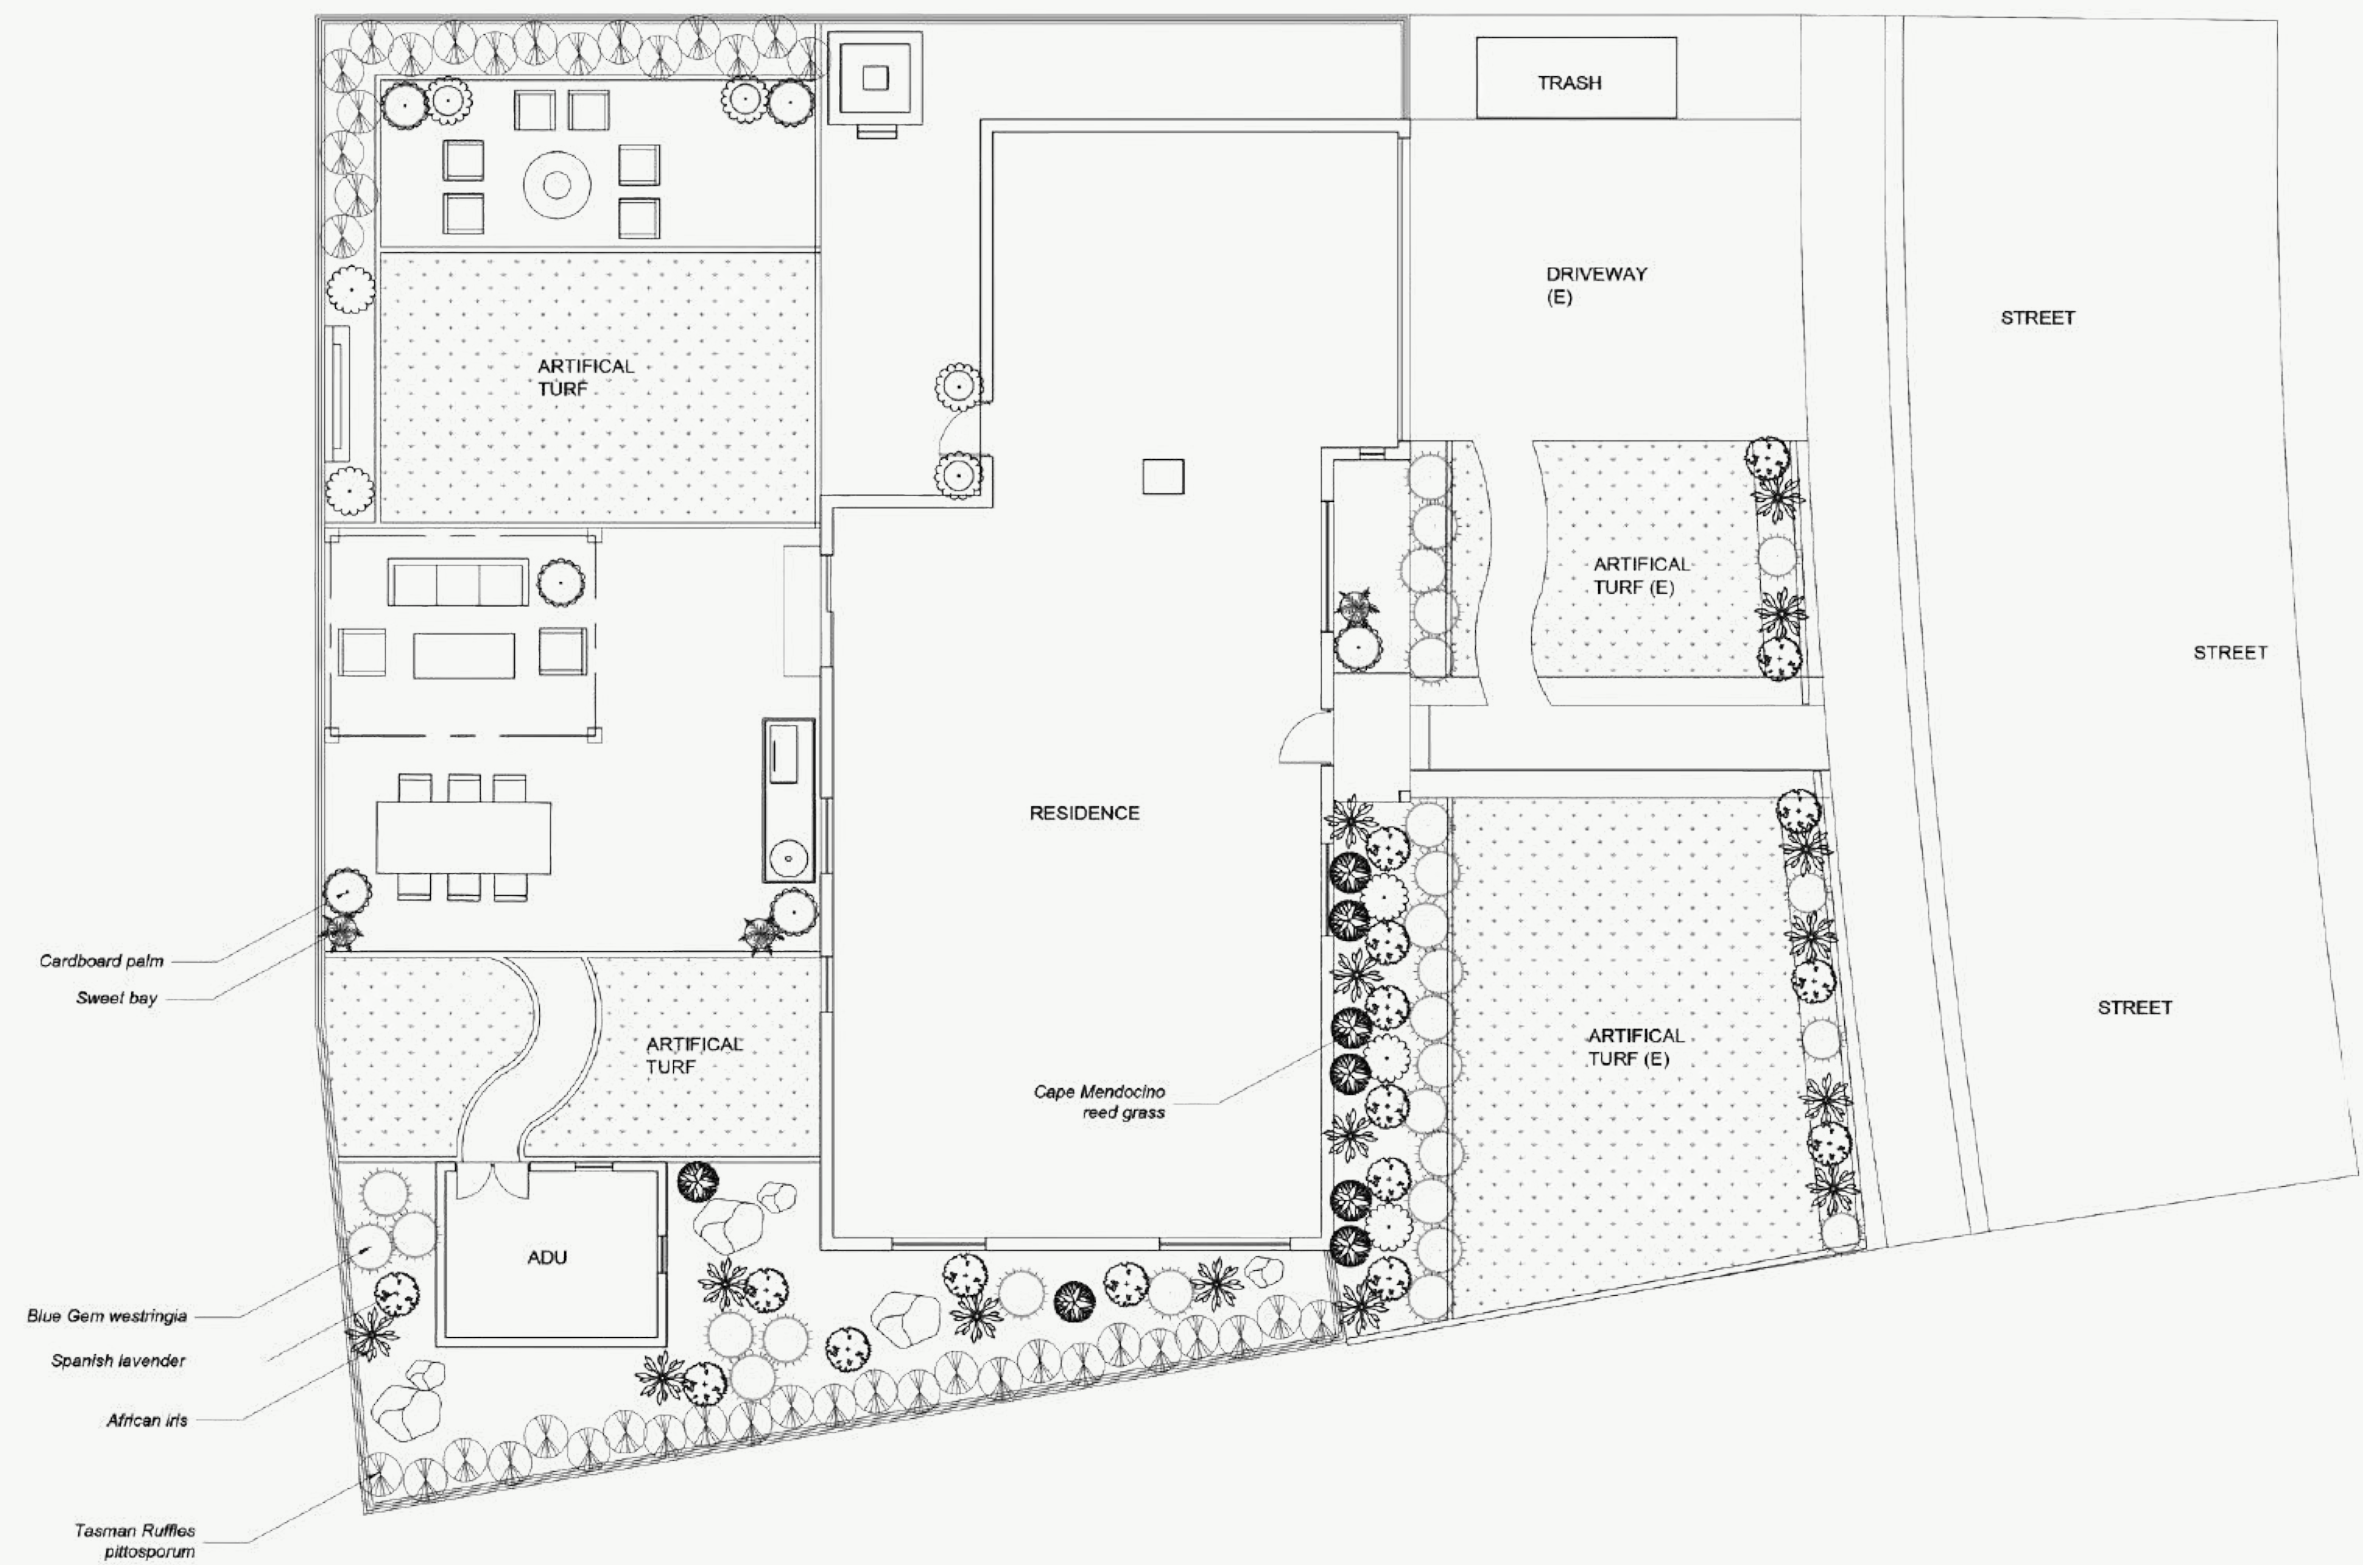 TRASH
DRIVEWAY
(E)
STREET
ARTIFICAL
TURF
ARTIFICAL
TURF (E)
STREET
RESIDENCE
Cardboard palm
Sweet bay
STREET
ARTIFICAL
TURF
ARTIFICAL
TURF (E)
Cape Mendocino
reed grass
ADU
Blue Gem westringia
Spanish lavender
African iris
Tasman Ruffles
pittosporum